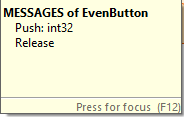 MESSAGES of EvenButton
Push: int32
Release
Press for focus (F12)